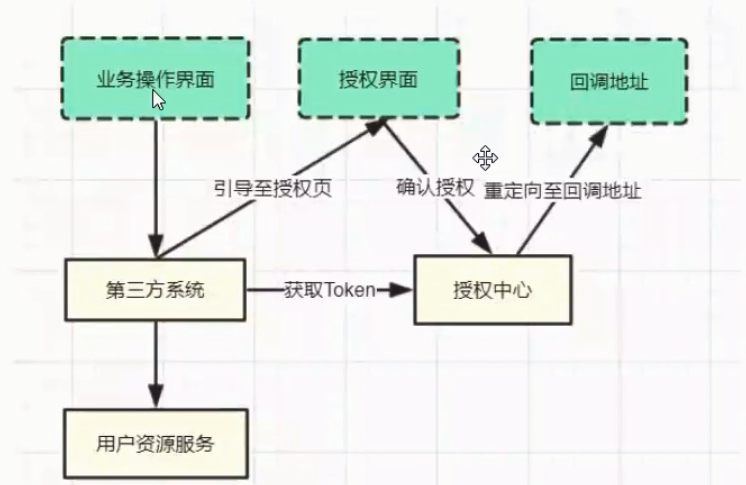 业务操作界面
授权界面
回调地址
引导至授权页
确认授权
重定向至回调地址
第三方系统
获取Token
授权中心
用户资源服务